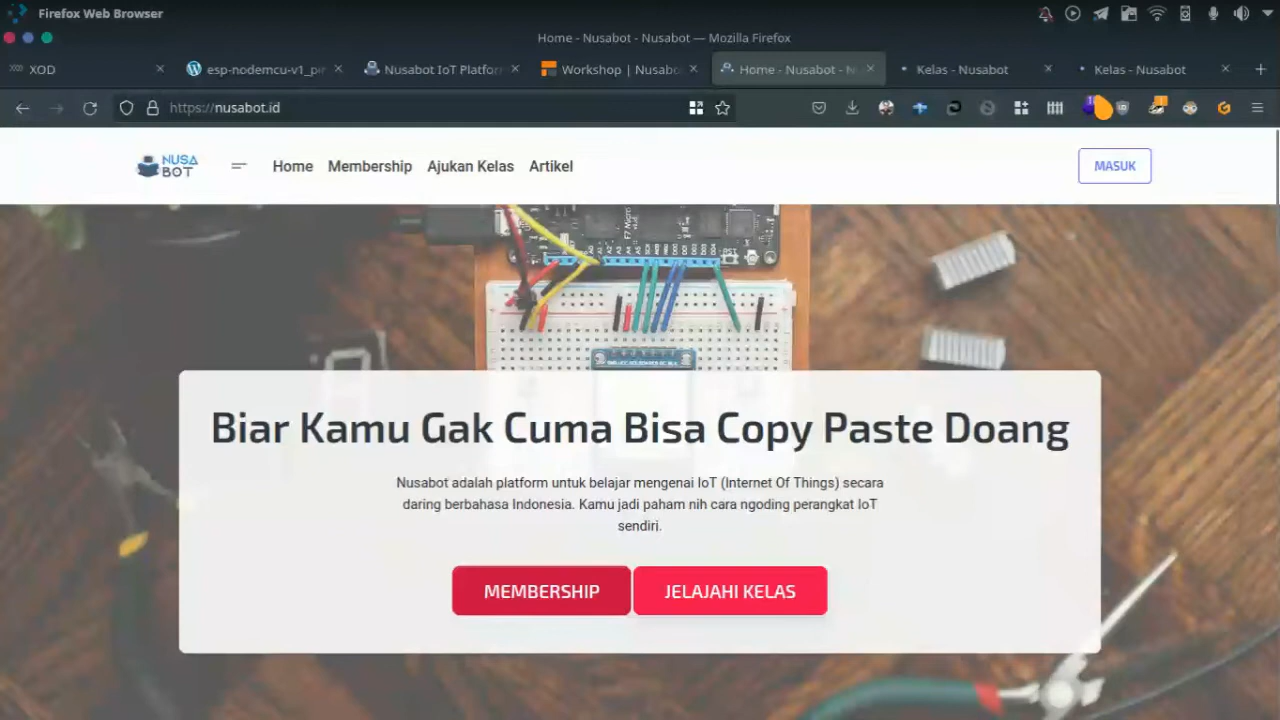 Firefox Web Browser
Home - Nusabot - Nusabot — Mozilla Firefox
XOD
esp-nodemcu-v1_pi
Nusabot IoT Platfor
Workshop | Nusabo
Home - Nusabot - N
Kelas - Nusabot
Kelas - Nusabot
https://nusabot.id
NUSA
BOT
Home
Membership
Ajukan Kelas
Artikel
MASUK
Biar Kamu Gak Cuma Bisa Copy Paste Doang
Nusabot adalah platform untuk belajar mengenai IoT (Internet Of Things) secara
daring berbahasa Indonesia. Kamu jadi paham nih cara ngoding perangkat IoT
sendiri.
MEMBERSHIP
JELAJAHI KELAS